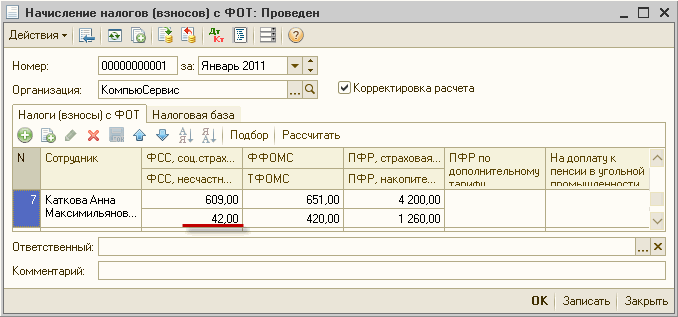 Начисление налогов (взносов) с ФОТ: Проведен
Действия
Дт Кт
Номер: 00000000001 за: Январь 2011
Организация: КомпьюСервис ... Корректировка расчета
Налоги (взносы) с ФОТ Налоговая база
Подбор Рассчитать
N Сотрудник ФСС, соц.страх... ФФОМС ПФР, страховая... ПФР по дополнительному тарифу На доплату к пенсии в угольной промышленности
ФСС, несчастн... ТФОМС ПФР, накопите...
7 Каткова Анна 609,00 651,00 4 200,00
Максимильянов... 42,00 420,00 1 260,00
Ответственный: ...
Комментарий:
OK Записать Закрыть